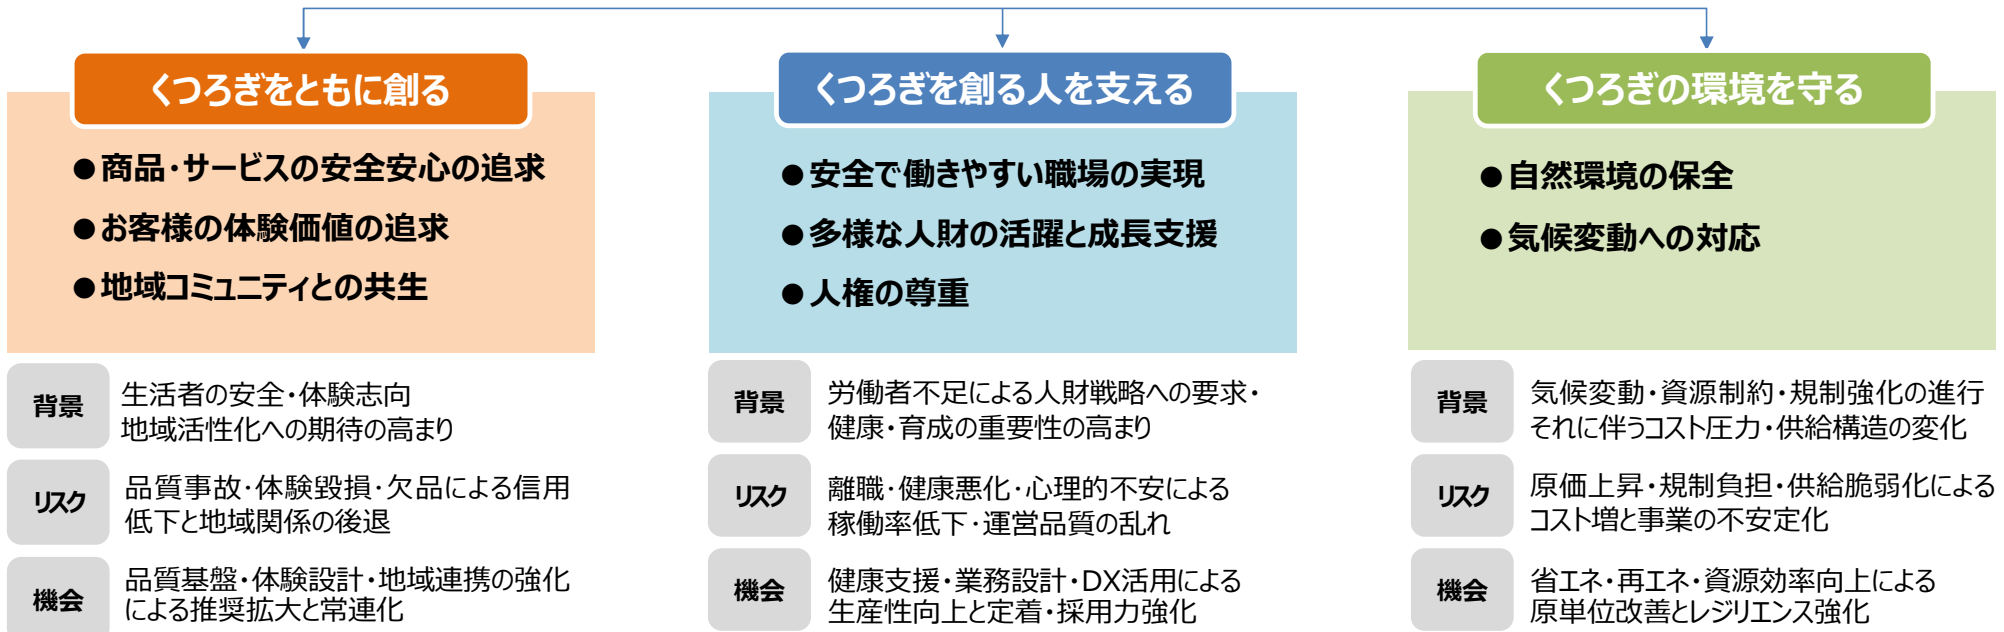 くつろぎをともに創る
●商品・サービスの安全安心の追求
●お客様の体験価値の追求
●地域コミュニティとの共生
背景
生活者の安全・体験志向
地域活性化への期待の高まり
リスク
品質事故・体験毀損・欠品による信用
低下と地域関係の後退
機会
品質基盤・体験設計・地域連携の強化
による推奨拡大と常連化
くつろぎを創る人を支える
●安全で働きやすい職場の実現
●多様な人財の活躍と成長支援
●人権の尊重
背景
労働者不足による人財戦略への要求・
健康・育成の重要性の高まり
リスク
離職・健康悪化・心理的不安による
稼働率低下・運営品質の乱れ
機会
健康支援・業務設計・DX活用による
生産性向上と定着・採用力強化
くつろぎの環境を守る
●自然環境の保全
●気候変動への対応
背景
気候変動・資源制約・規制強化の進行
それに伴うコスト圧力・供給構造の変化
リスク
原価上昇・規制負担・供給脆弱化による
コスト増と事業の不安定化
機会
省エネ・再エネ・資源効率向上による
原単位改善とレジリエンス強化